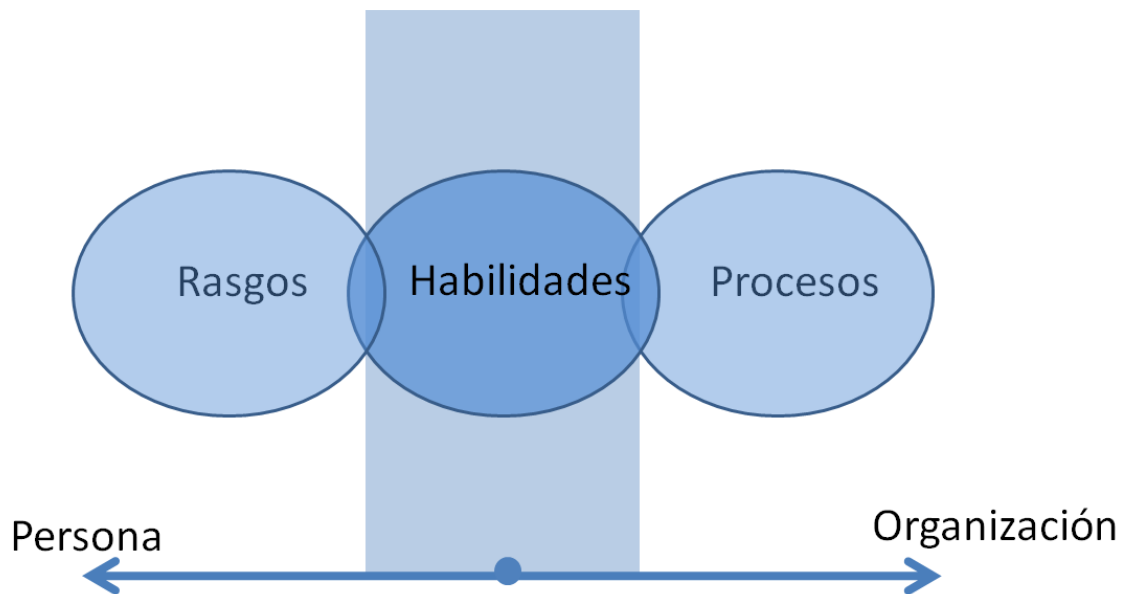 Rasgos
Habilidades
Procesos
Persona
Organización